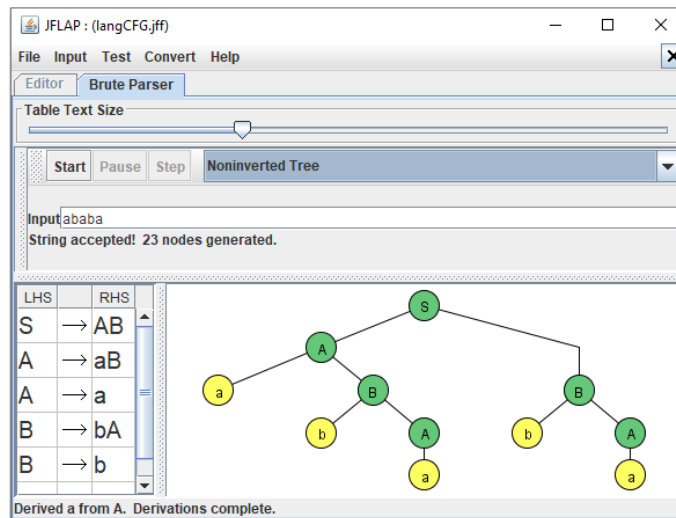 JFLAP : (langCFG.jff)
File Input Test Convert Help
Editor Brute Parser
Table Text Size
Start Pause Step Noninverted Tree
Input ababa
String accepted! 23 nodes generated.
LHS RHS
S → AB
A → aB
A → a
B → bA
B → b
S
A
a B B
b A b A
a a
Derived a from A. Derivations complete.